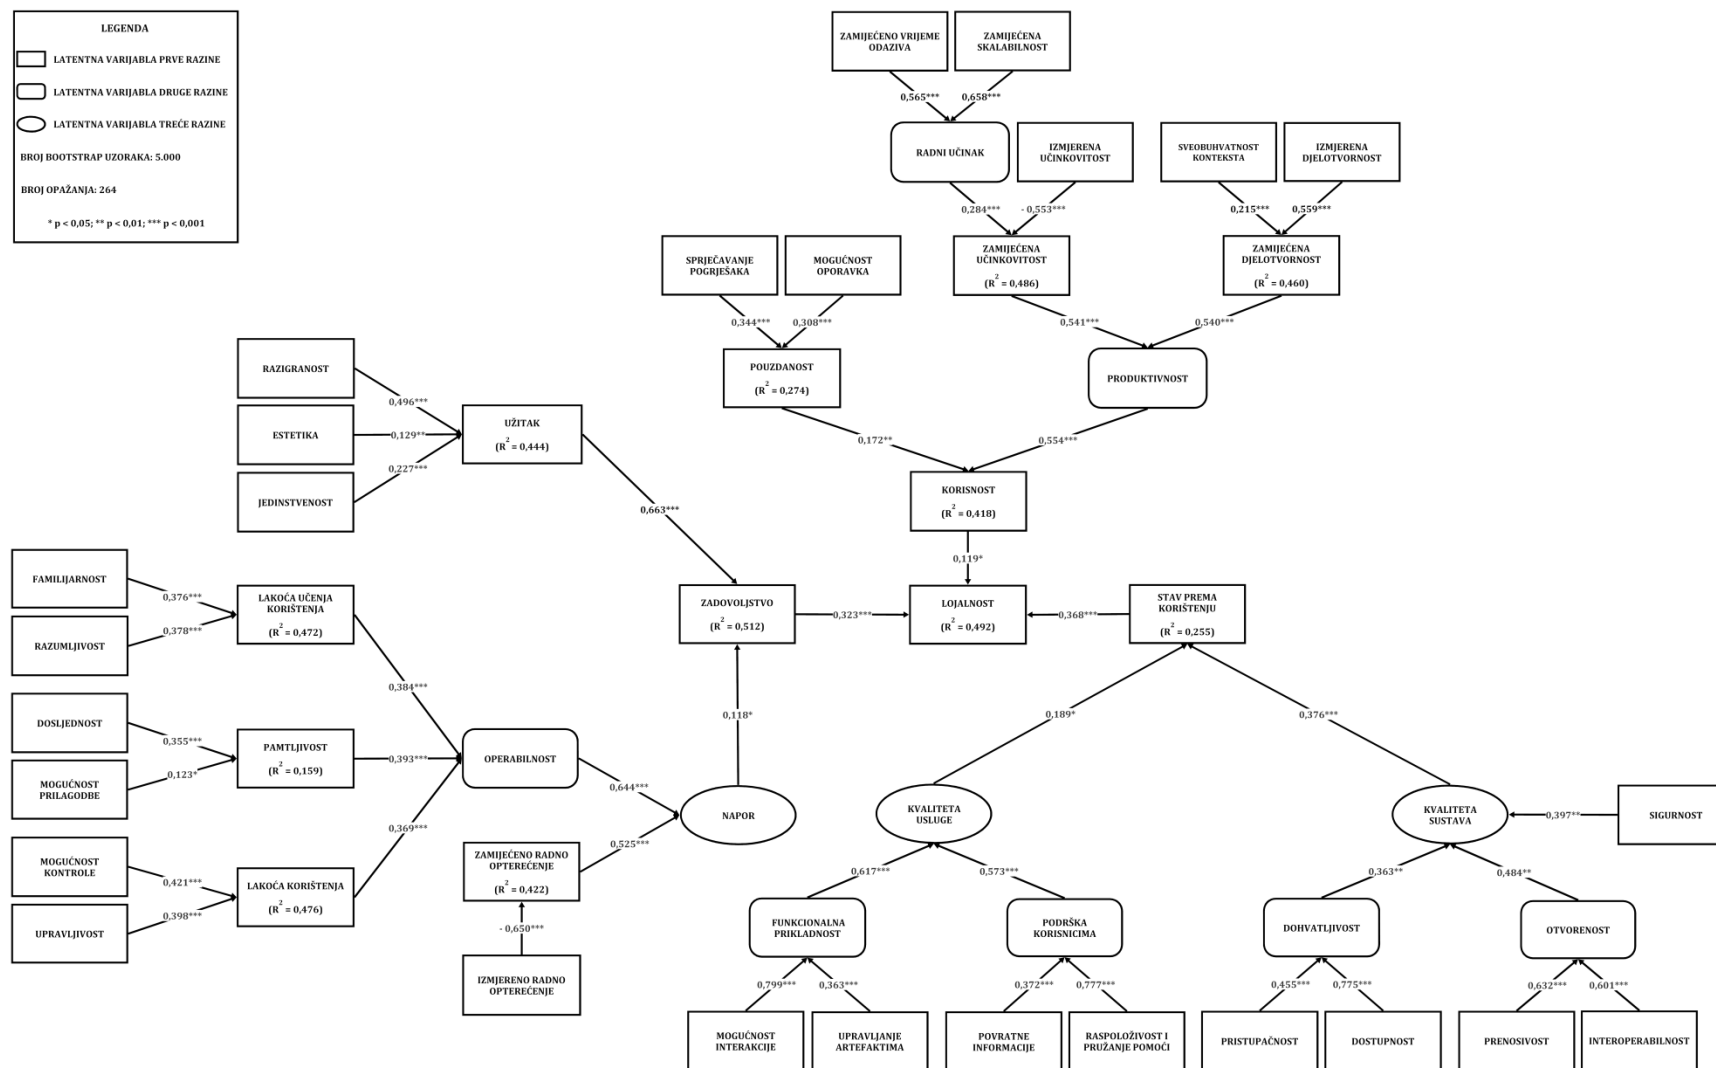 LEGENDA
LATENTNA VARIJABLA PRVE RAZINE
LATENTNA VARIJABLA DRUGE RAZINE
LATENTNA VARIJABLA TREĆE RAZINE
BROJ BOOTSTRAP UZORAKA: 5.000
BROJ OPAŽANJA: 264
* p < 0,05; ** p < 0,01; *** p < 0,001
ZAMIJEĆENO VRIJEME
ODAZIVA
ZAMIJEĆENA
SKALABILNOST
0,565***
0,658***
RADNI UČINAK
IZMJERENA
UČINKOVITOST
SVEOBUHVATNOST
KONTEKSTA
IZMJERENA
DJELOTVORNOST
0,284***
- 0,553***
0,215***
0,559***
SPRJEČAVANJE
POGRJEŠAKA
MOGUĆNOST
OPORAVKA
ZAMIJEĆENA
UČINKOVITOST
(R² = 0,486)
ZAMIJEĆENA
DJELOTVORNOST
(R² = 0,460)
0,344***
0,308***
0,541***
0,540***
RAZIGRANOST
POUZDANOST
(R² = 0,274)
PRODUKTIVNOST
0,496***
ESTETIKA
0,129**
UŽITAK
(R² = 0,444)
0,172**
0,554***
0,227***
JEDINSTVENOST
KORISNOST
(R² = 0,418)
0,663***
0,119*
FAMILIJARNOST
0,376***
LAKOĆA UČENJA
KORIŠTENJA
(R² = 0,472)
0,378***
RAZUMLJIVOST
ZADOVOLJSTVO
(R² = 0,512)
0,323***
LOJALNOST
(R² = 0,492)
0,368***
STAV PREMA
KORIŠTENJU
(R² = 0,255)
0,384***
DOSLJEDNOST
0,355***
0,118*
0,189*
0,376***
PAMTLJIVOST
(R² = 0,159)
0,393***
OPERABILNOST
0,123*
MOGUĆNOST
PRILAGODBE
0,644***
NAPOR
KVALITETA
USLUGE
KVALITETA
SUSTAVA
0,397**
SIGURNOST
0,369***
0,525***
MOGUĆNOST
KONTROLE
0,421***
LAKOĆA KORIŠTENJA
(R² = 0,476)
0,398***
UPRAVLJIVOST
ZAMIJEĆENO RADNO
OPTEREĆENJE
(R² = 0,422)
0,617***
0,573***
0,363**
0,484**
- 0,650***
FUNKCIONALNA
PRIKLADNOST
PODRŠKA
KORISNICIMA
DOHVATLJIVOST
OTVORENOST
IZMJERENO RADNO
OPTEREĆENJE
0,799***
0,363***
0,372***
0,777***
0,455***
0,775***
0,632***
0,601***
MOGUĆNOST
INTERAKCIJE
UPRAVLJANJE
ARTEFAKTIMA
POVRATNE
INFORMACIJE
RASPOLOŽIVOST I
PRUŽANJE POMOĆI
PRISTUPAČNOST
DOSTUPNOST
PRENOSIVOST
INTEROPERABILNOST